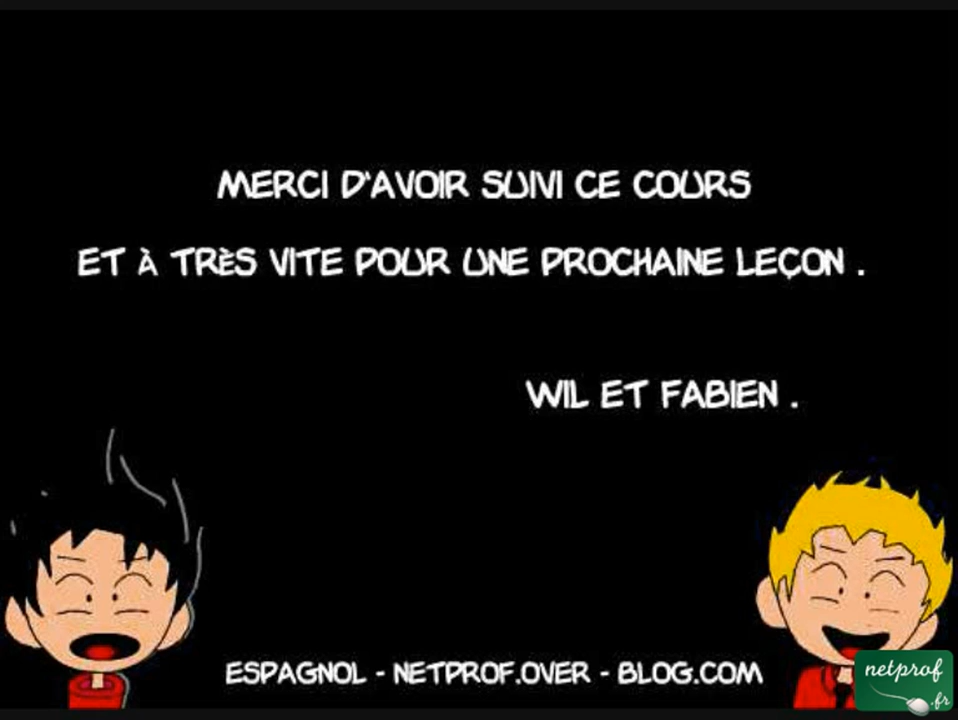 MERCI D'AVOIR SUIVI CE COURS
ET À TRÈS VITE POUR UNE PROCHAINE LEÇON .
WIL ET FABIEN .
ESPAGNOL - NETPROF.OVER - BLOG.COM
netprof
.fr